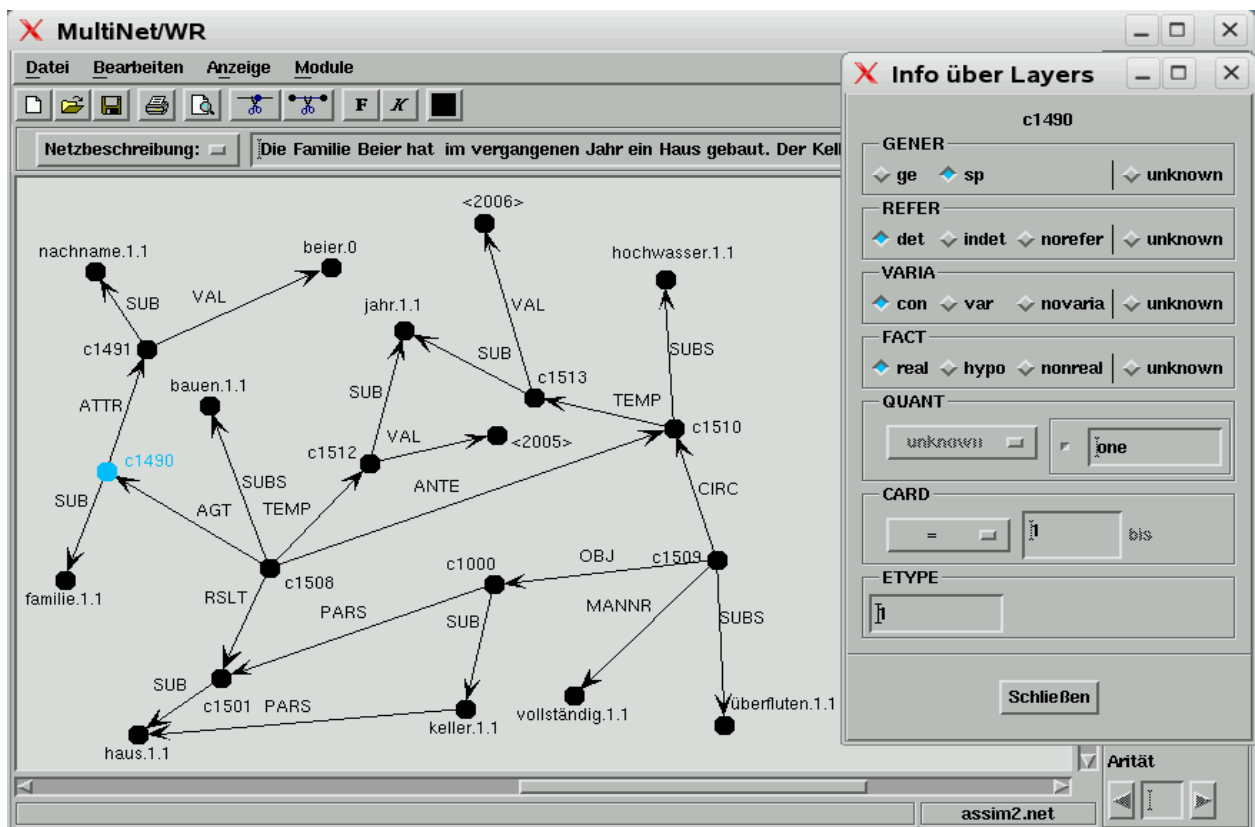 MultiNet/WR
Datei Bearbeiten Anzeige Module
F K
Netzbeschreibung: Die Familie Beier hat im vergangenen Jahr ein Haus gebaut. Der Kell
<2006>
nachname.1.1 beier.0 hochwasser.1.1
SUB VAL jahr.1.1 VAL
c1491 SUB SUBS
bauen.1.1 c1513
ATTR SUB TEMP
c1512 VAL <2005> c1510
c1490
SUB SUBS ANTE CIRC
AGT TEMP
c1000 OBJ c1509
familie.1.1 c1508
RSLT PARS SUB MANNR SUBS
SUB
c1501 PARS keller.1.1 vollständig.1.1 überfluten.1.1
haus.1.1
assim2.net
Arität
Info über Layers
c1490
GENER
ge sp unknown
REFER
det indet norefer unknown
VARIA
con var novaria unknown
FACT
real hypo nonreal unknown
QUANT
unknown one
CARD
= 1 bis
ETYPE
1
Schließen